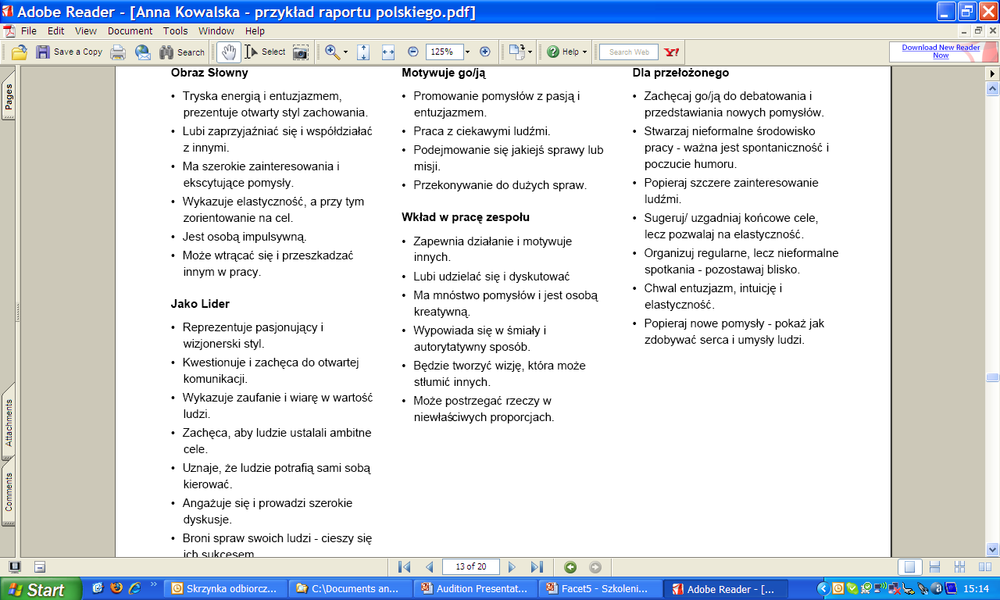 Adobe Reader - [Anna Kowalska - przykład raportu polskiego.pdf]
File Edit View Document Tools Window Help
Save a Copy Search Select 125% Help Search Web Y!
Download New Reader
Now
Pages
Attachments
Comments
Obraz Słowny
• Tryska energią i entuzjazmem,
prezentuje otwarty styl zachowania.
• Lubi zaprzyjaźniać się i współdziałać
z innymi.
• Ma szerokie zainteresowania i
ekscytujące pomysły.
• Wykazuje elastyczność, a przy tym
zorientowanie na cel.
• Jest osobą impulsywną.
• Może wtrącać się i przeszkadzać
innym w pracy.
Jako Lider
• Reprezentuje pasjonujący i
wizjonerski styl.
• Kwestionuje i zachęca do otwartej
komunikacji.
• Wykazuje zaufanie i wiarę w wartość
ludzi.
• Zachęca, aby ludzie ustalali ambitne
cele.
• Uznaje, że ludzie potrafią sami sobą
kierować.
• Angażuje się i prowadzi szerokie
dyskusje.
• Broni spraw swoich ludzi - cieszy się
ich sukcesem
Motywuje go/ją
• Promowanie pomysłów z pasją i
entuzjazmem.
• Praca z ciekawymi ludźmi.
• Podejmowanie się jakiejś sprawy lub
misji.
• Przekonywanie do dużych spraw.
Wkład w pracę zespołu
• Zapewnia działanie i motywuje
innych.
• Lubi udzielać się i dyskutować
• Ma mnóstwo pomysłów i jest osobą
kreatywną.
• Wypowiada się w śmiały i
autorytatywny sposób.
• Będzie tworzyć wizję, która może
stłumić innych.
• Może postrzegać rzeczy w
niewłaściwych proporcjach.
Dla przełożonego
• Zachęcaj go/ją do debatowania i
przedstawiania nowych pomysłów.
• Stwarzaj nieformalne środowisko
pracy - ważna jest spontaniczność i
poczucie humoru.
• Popieraj szczere zainteresowanie
ludźmi.
• Sugeruj/ uzgadniaj końcowe cele,
lecz pozwalaj na elastyczność.
• Organizuj regularne, lecz nieformalne
spotkania - pozostawaj blisko.
• Chwal entuzjazm, intuicję i
elastyczność.
• Popieraj nowe pomysły - pokaż jak
zdobywać serca i umysły ludzi.
13 of 20
Start Skrzynka odbiorcz... C:\Documents an... Audition Presentat... Facet5 - Szkoleni... Adobe Reader - [... 15:14